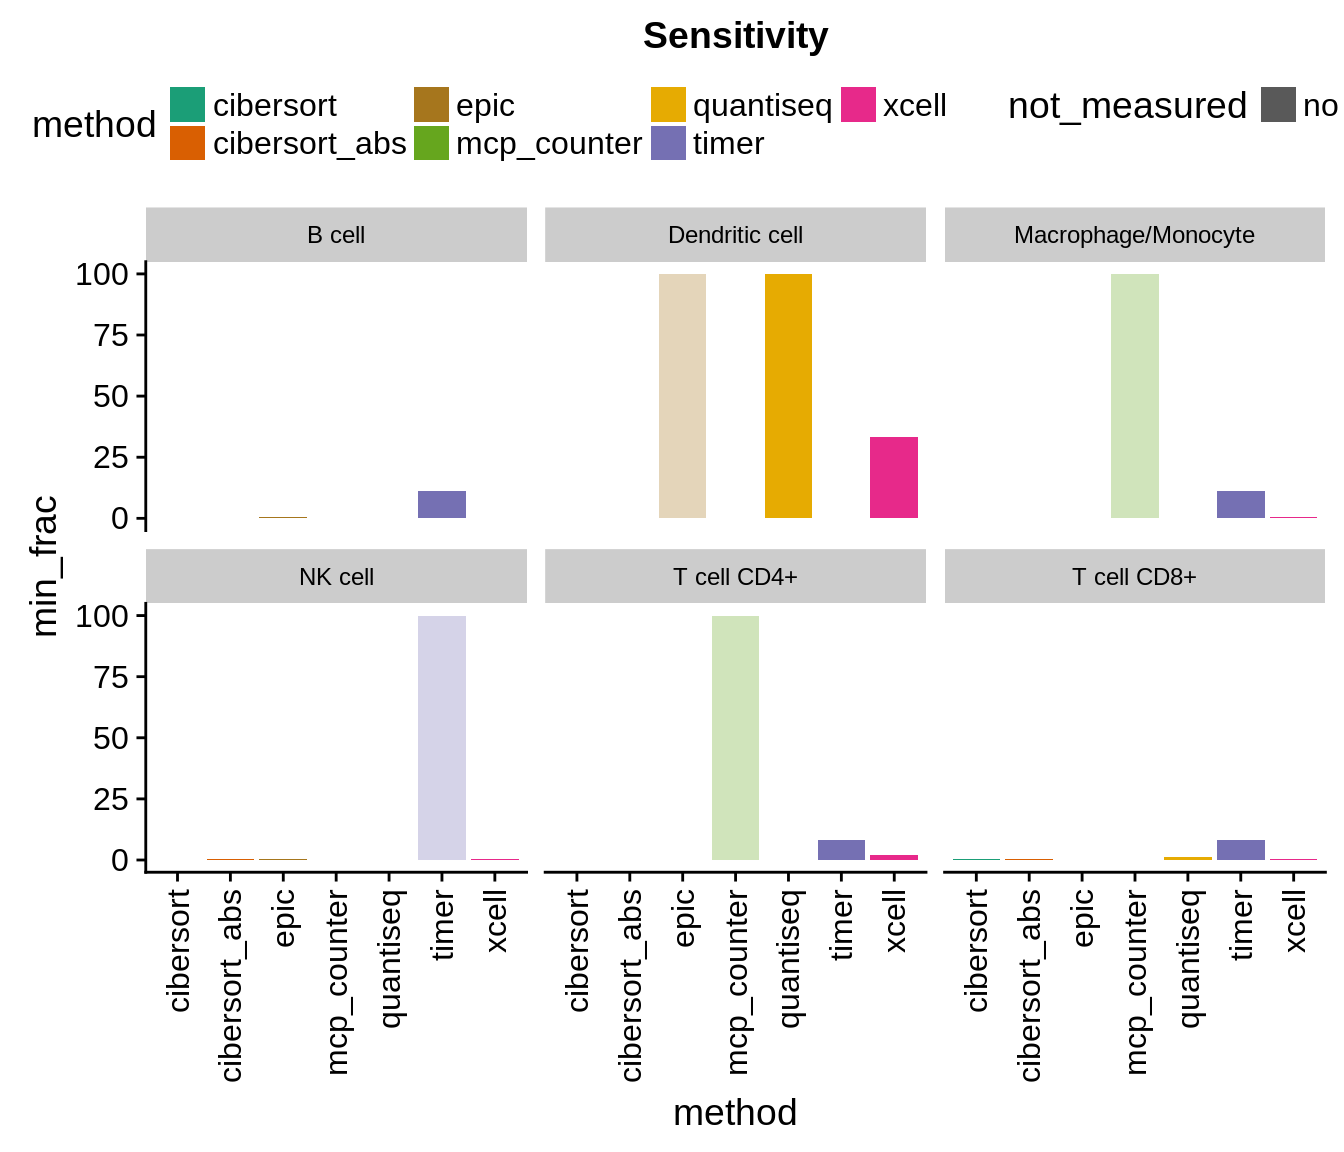 Sensitivity
method
cibersort epic quantiseq xcell
cibersort_abs mcp_counter timer
not_measured no
B cell Dendritic cell Macrophage/Monocyte
100
75
50
25
0
NK cell T cell CD4+ T cell CD8+
100
75
50
25
0
min_frac
cibersort
cibersort_abs
epic
mcp_counter
quantiseq
timer
xcell
cibersort
cibersort_abs
epic
mcp_counter
quantiseq
timer
xcell
cibersort
cibersort_abs
epic
mcp_counter
quantiseq
timer
xcell
method